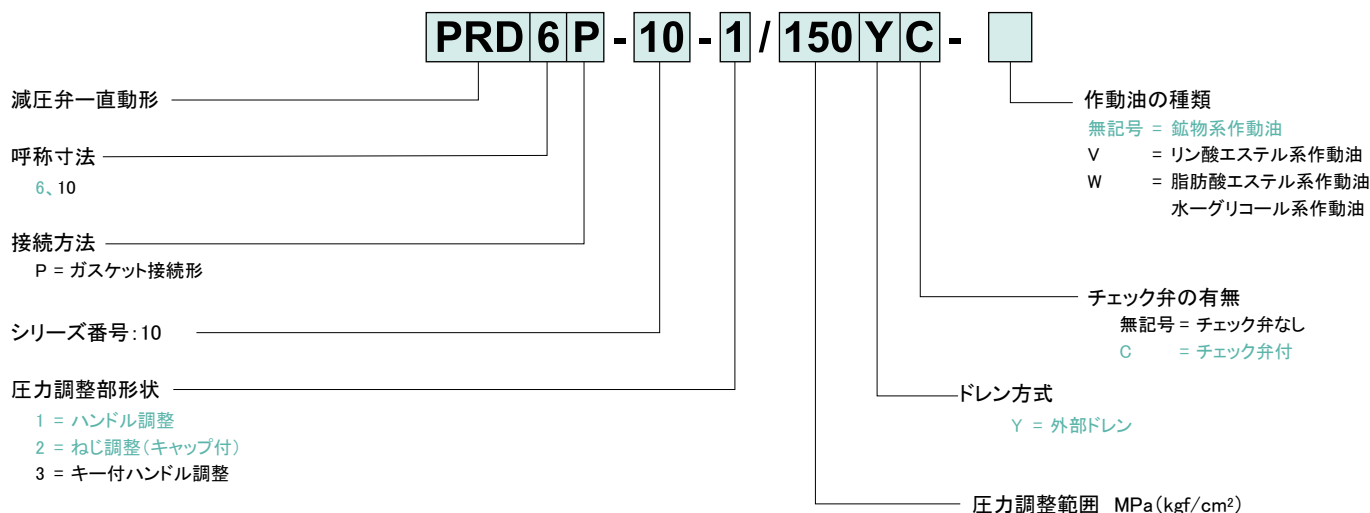 PRD6P-10-1/150YC-
減圧弁ー直動形
呼称寸法
6、10
接続方法
P = ガスケット接続形
シリーズ番号：10
圧力調整部形状
1 = ハンドル調整
2 = ねじ調整（キャップ付）
3 = キー付ハンドル調整
作動油の種類
無記号 = 鉱物系作動油
V = リン酸エステル系作動油
W = 脂肪酸エステル系作動油
水ーグリコール系作動油
チェック弁の有無
無記号 = チェック弁なし
C = チェック弁付
ドレン方式
Y = 外部ドレン
圧力調整範囲 MPa（kgf/cm²）